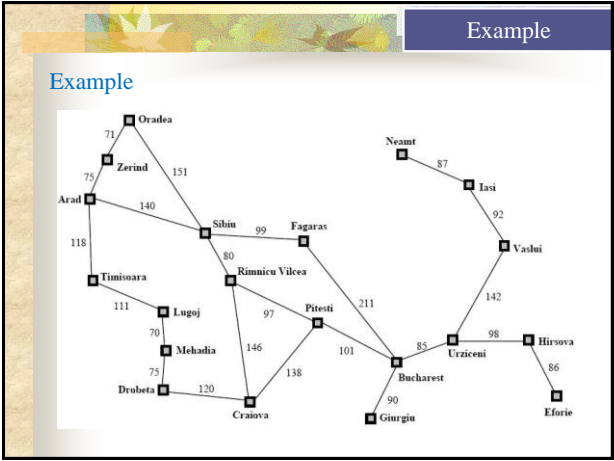 Example
Example
Oradea
Neamt
71
87
Zerind
Iasi
151
75
Arad
140
92
Sibiu
99
Fagaras
Vaslui
118
80
Timisoara
Rimnicu Vilcea
142
111
211
Lugoj
97
Pitesti
70
98
Mehadia
146
101
85
Hirsova
Urziceni
75
138
86
Bucharest
Drobeta
120
90
Craiova
Giurgiu
Eforie